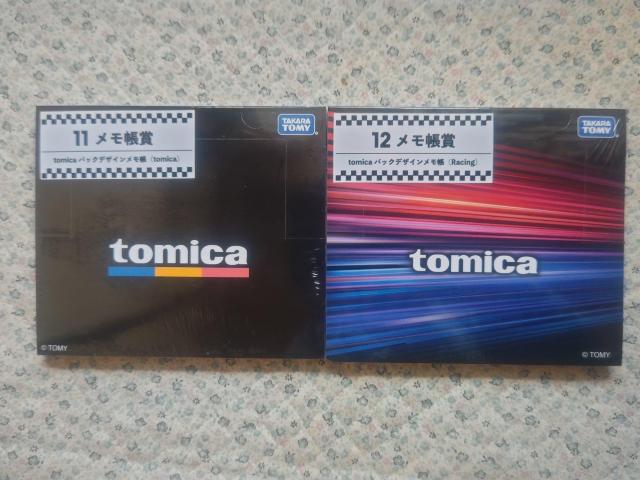 11 メモ帳賞
tomica パックデザインメモ帳（tomica）
TAKARA
TOMY
tomica
© TOMY
12 メモ帳賞
tomica パックデザインメモ帳（Racing）
TAKARA
TOMY
tomica
© TOMY